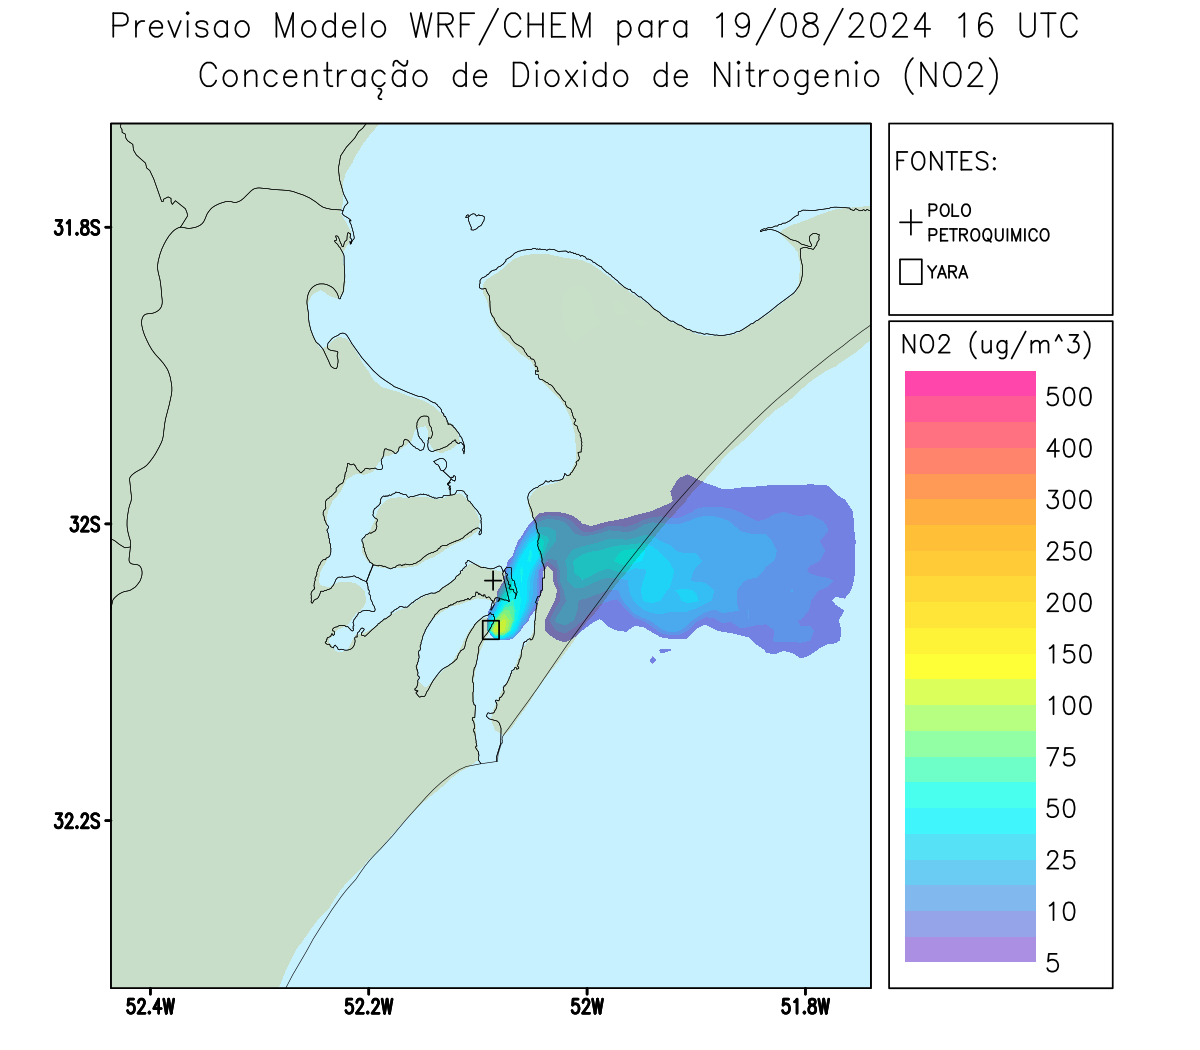 Previsao Modelo WRF/CHEM para 19/08/2024 16 UTC
Concentração de Dioxido de Nitrogenio (NO2)
FONTES:
POLO
PETROQUIMICO
YARA
NO2 (ug/m^3)
500
400
300
250
200
150
100
75
50
25
10
5
31.8S
32S
32.2S
52.4W
52.2W
52W
51.8W